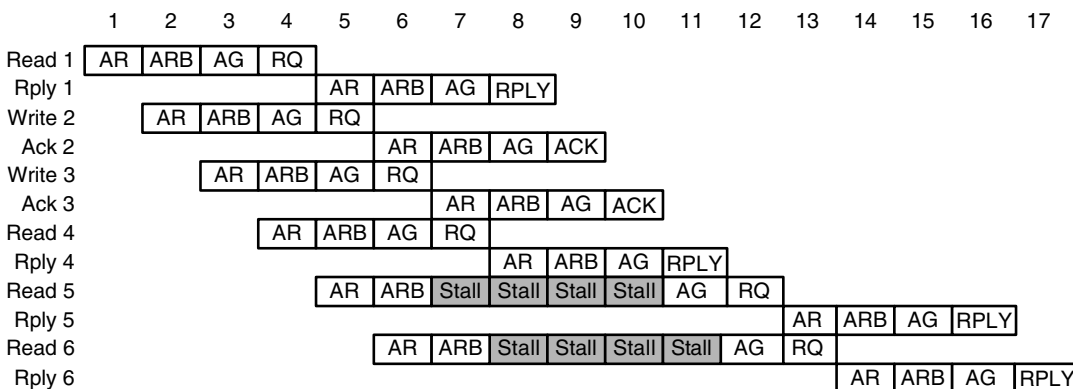 1 2 3 4 5 6 7 8 9 10 11 12 13 14 15 16 17
Read 1 AR ARB AG RQ
Rply 1 AR ARB AG RPLY
Write 2 AR ARB AG RQ
Ack 2 AR ARB AG ACK
Write 3 AR ARB AG RQ
Ack 3 AR ARB AG ACK
Read 4 AR ARB AG RQ
Rply 4 AR ARB AG RPLY
Read 5 AR ARB Stall Stall Stall Stall AG RQ
Rply 5 AR ARB AG RPLY
Read 6 AR ARB Stall Stall Stall Stall AG RQ
Rply 6 AR ARB AG RPLY